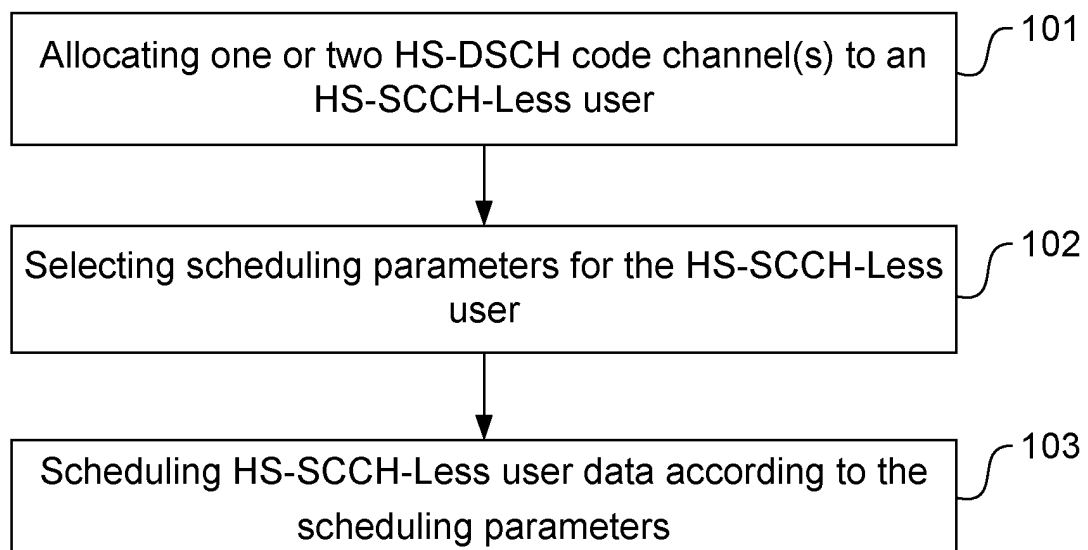 Allocating one or two HS-DSCH code channel(s) to an
HS-SCCH-Less user
101
Selecting scheduling parameters for the HS-SCCH-Less
user
102
Scheduling HS-SCCH-Less user data according to the
scheduling parameters
103